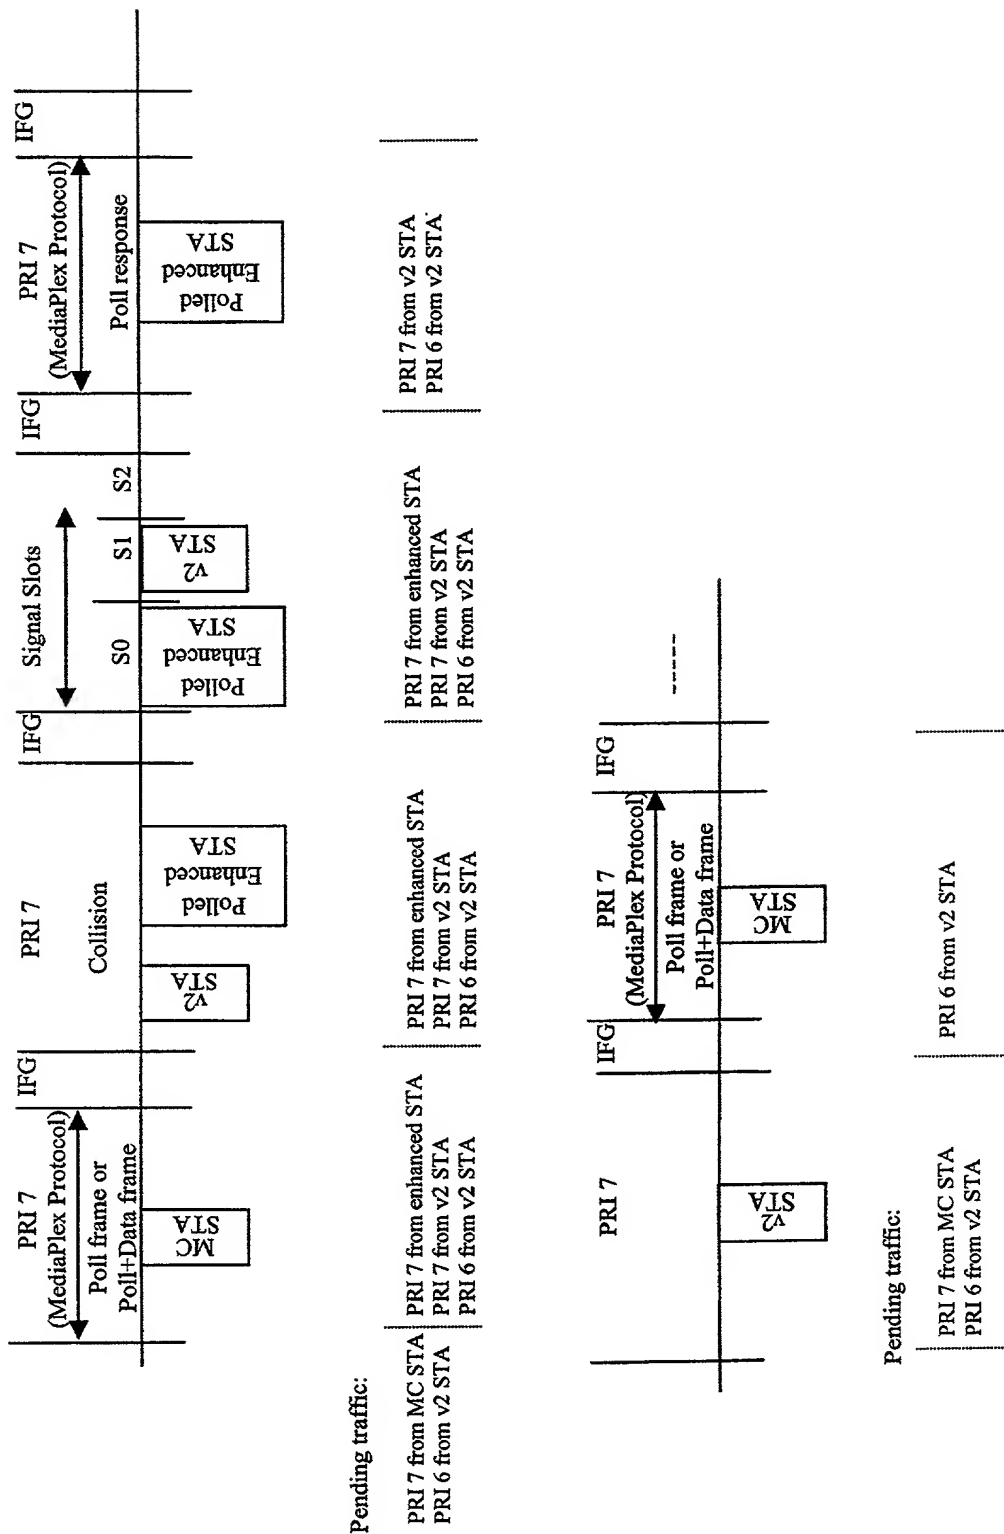 PRI 7
(MediaPlex Protocol)
Poll frame or
Poll+Data frame
MC
STA
IFG
PRI 7
Collision
v2
STA
Polled
Enhanced
STA
IFG
Signal Slots
S0
S1
S2
Polled
Enhanced
STA
v2
STA
IFG
PRI 7
(MediaPlex Protocol)
Poll response
Polled
Enhanced
STA
IFG
Pending traffic:
PRI 7 from MC STA
PRI 6 from v2 STA
PRI 7 from enhanced STA
PRI 7 from v2 STA
PRI 6 from v2 STA
PRI 7 from enhanced STA
PRI 7 from v2 STA
PRI 6 from v2 STA
PRI 7 from enhanced STA
PRI 7 from v2 STA
PRI 6 from v2 STA
PRI 7 from v2 STA
PRI 6 from v2 STA
PRI 7
v2
STA
IFG
PRI 7
(MediaPlex Protocol)
Poll frame or
Poll+Data frame
MC
STA
IFG
-----
Pending traffic:
PRI 7 from MC STA
PRI 6 from v2 STA
PRI 6 from v2 STA